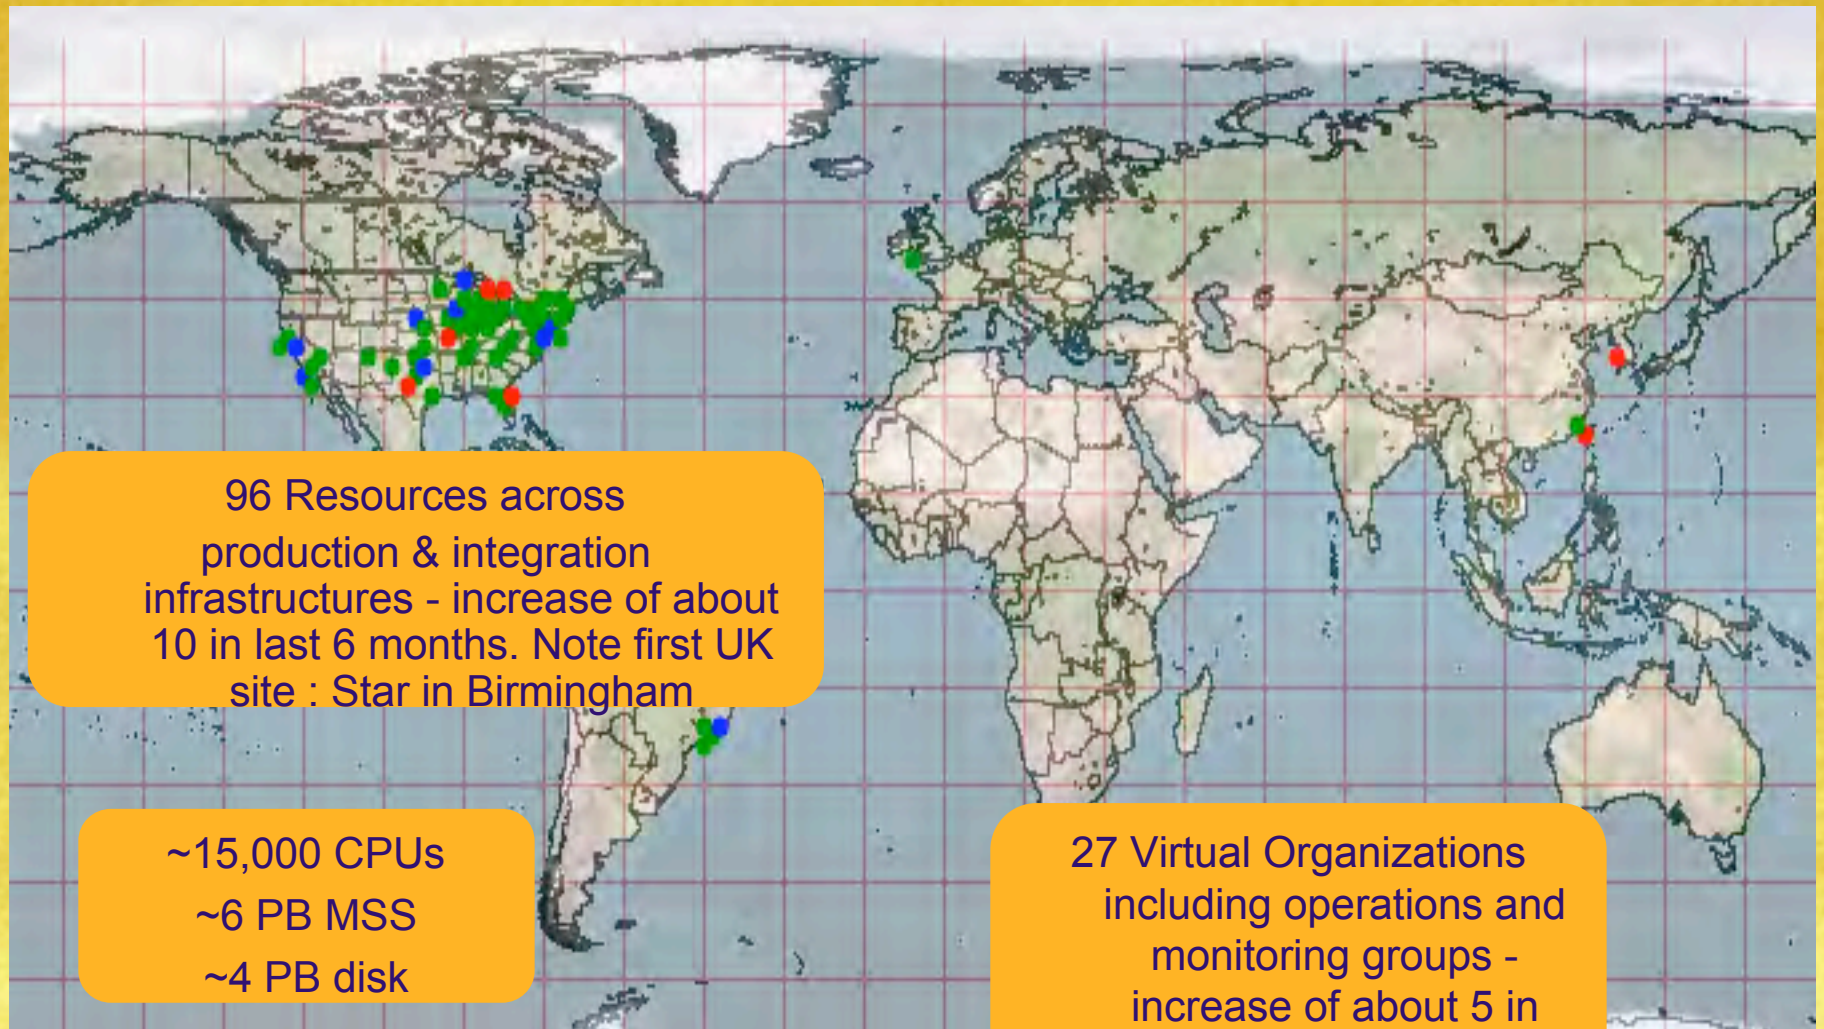 96 Resources across
production & integration
infrastructures - increase of about
10 in last 6 months. Note first UK
site : Star in Birmingham
~15,000 CPUs
~6 PB MSS
~4 PB disk
27 Virtual Organizations
including operations and
monitoring groups -
increase of about 5 in